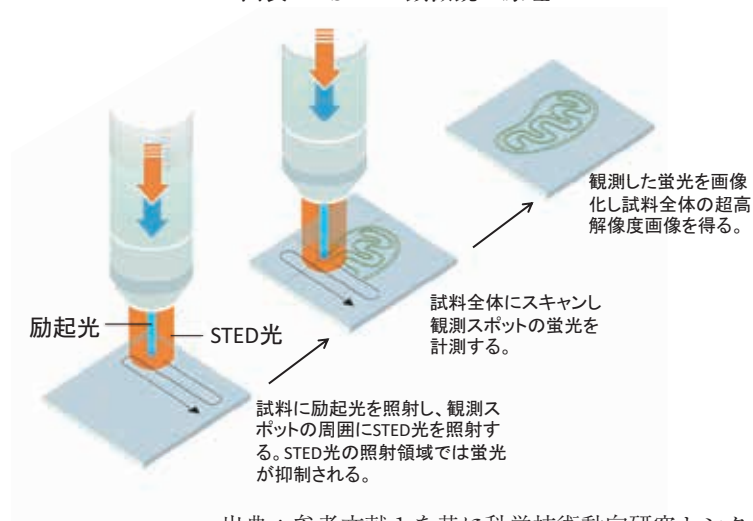 励起光
STED光
試料に励起光を照射し、観測ス
ポットの周囲にSTED光を照射す
る。STED光の照射領域では蛍光
が抑制される。
試料全体にスキャンし
観測スポットの蛍光を
計測する。
観測した蛍光を画像
化し試料全体の超高
解像度画像を得る。
出典：参考文献1を基に科学技術動向研究センタ